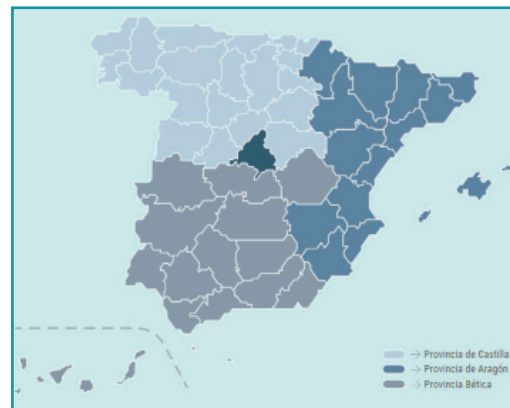 → Provincia de Castilla
→ Provincia de Aragón
→ Provincia Bética